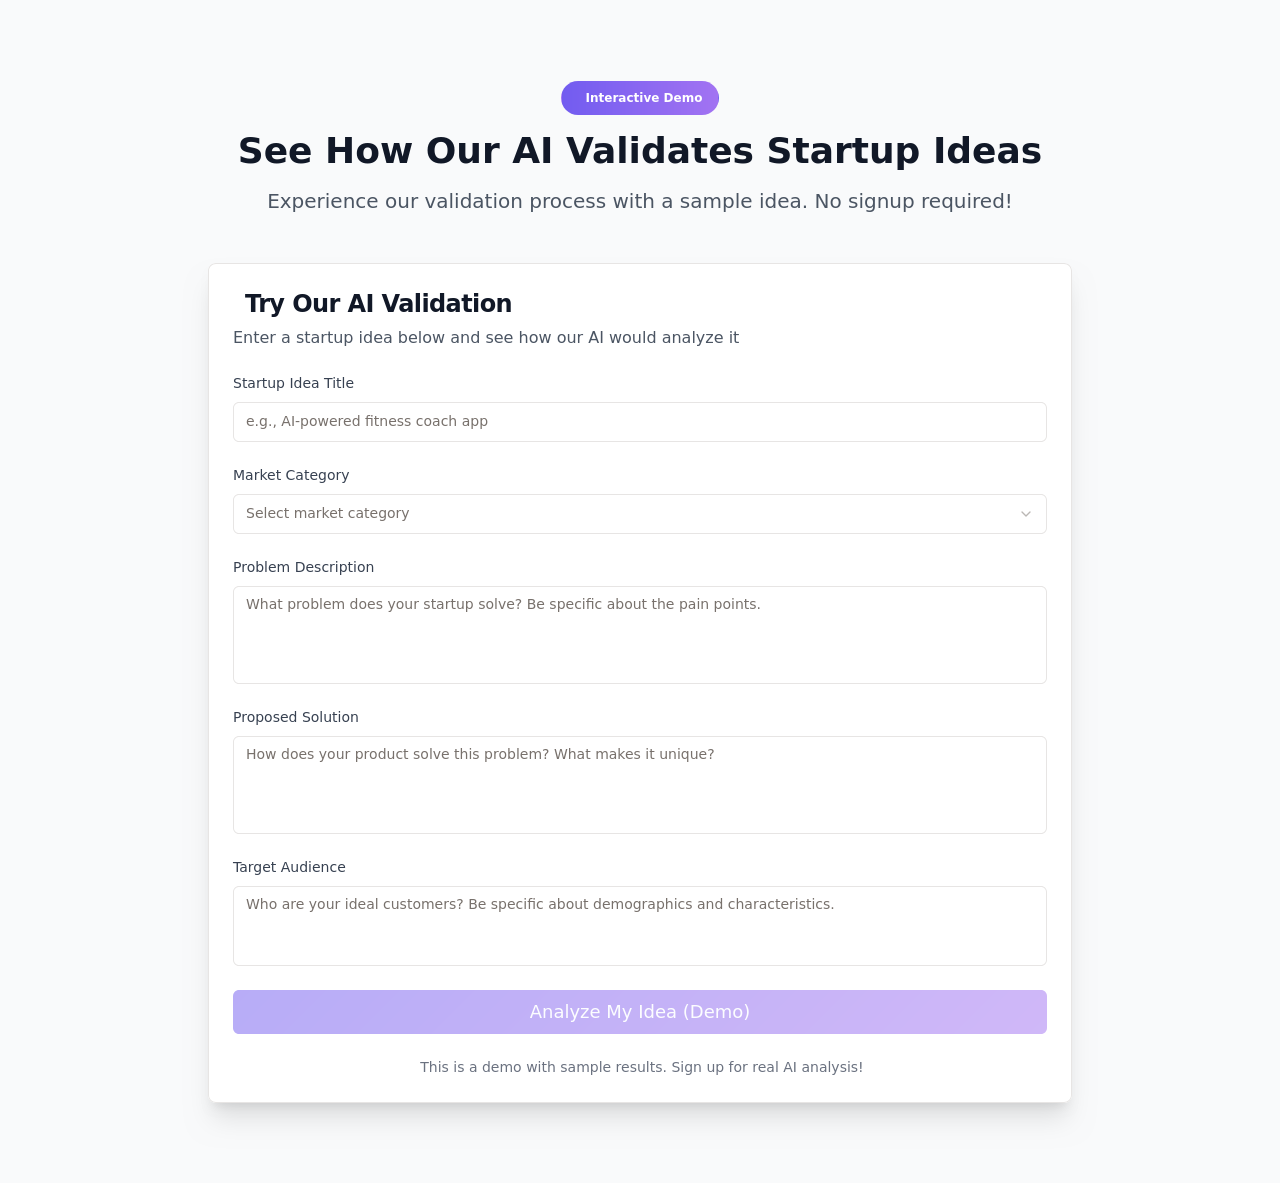 Interactive Demo
See How Our AI Validates Startup Ideas
Experience our validation process with a sample idea. No signup required!
Try Our AI Validation
Enter a startup idea below and see how our AI would analyze it
Startup Idea Title
e.g., AI-powered fitness coach app
Market Category
Select market category
Problem Description
What problem does your startup solve? Be specific about the pain points.
Proposed Solution
How does your product solve this problem? What makes it unique?
Target Audience
Who are your ideal customers? Be specific about demographics and characteristics.
Analyze My Idea (Demo)
This is a demo with sample results. Sign up for real AI analysis!